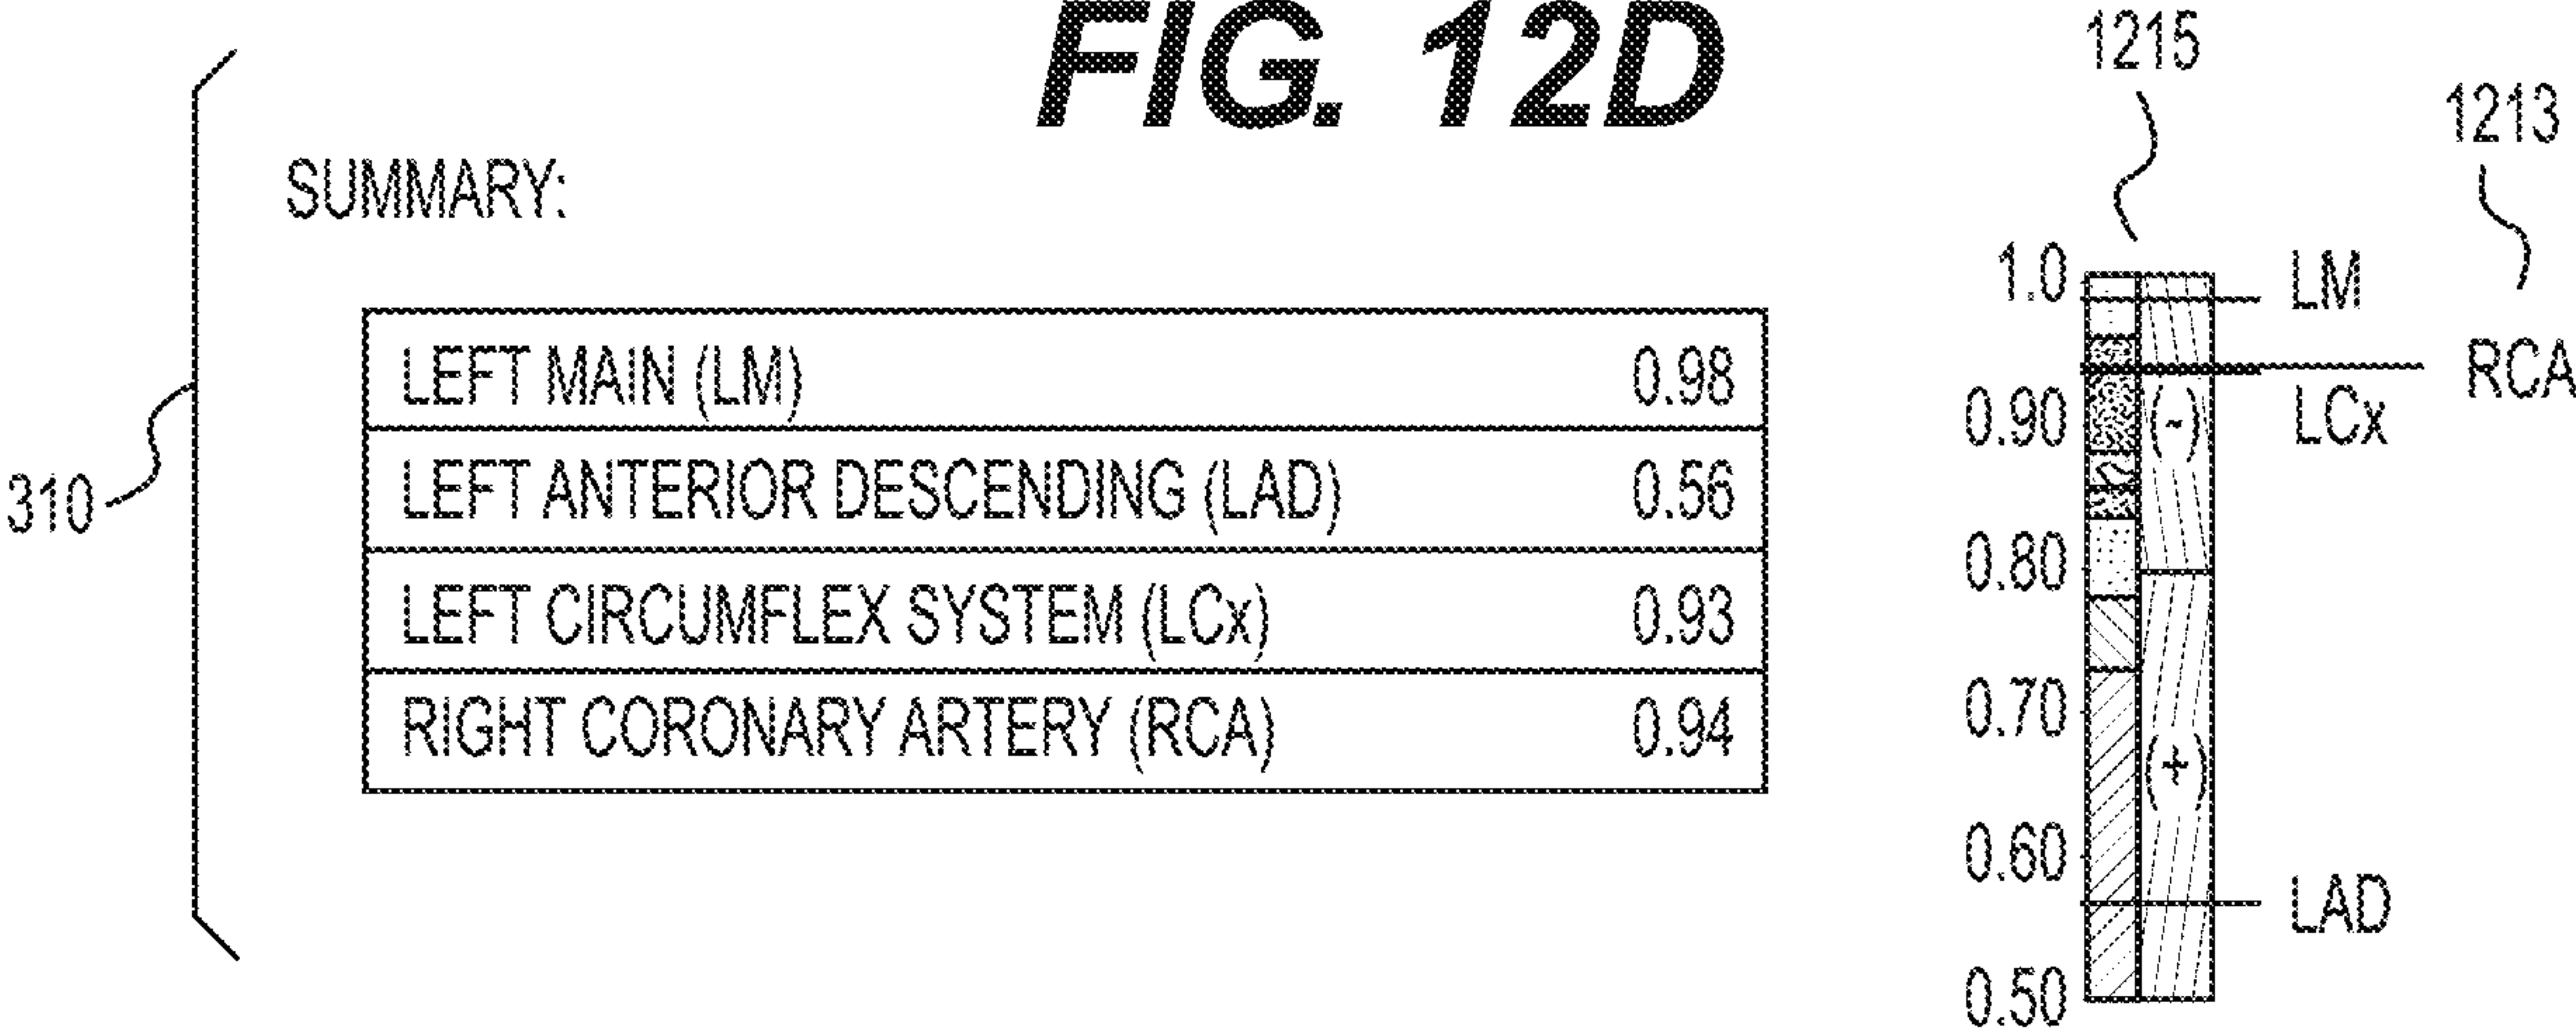 FIG. 12D
1215
1213
SUMMARY:
310
LEFT MAIN (LM) 0.98
LEFT ANTERIOR DESCENDING (LAD) 0.56
LEFT CIRCUMFLEX SYSTEM (LCx) 0.93
RIGHT CORONARY ARTERY (RCA) 0.94
1.0
0.90
0.80
0.70
0.60
0.50
(-)
(+)
LM
RCA
LCx
LAD